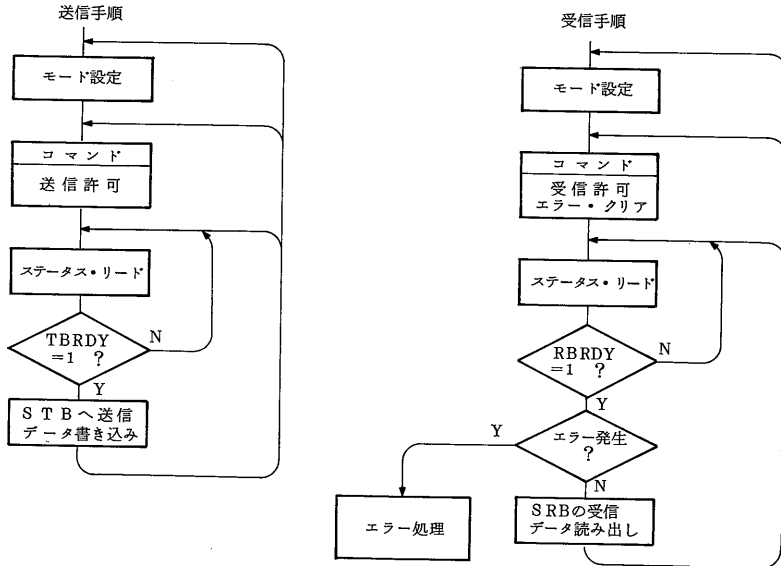 送信手順
モード設定
コマンド
送信許可
ステータス・リード
TBRDY
=1 ?
N
Y
STBへ送信
データ書き込み
受信手順
モード設定
コマンド
受信許可
エラー・クリア
ステータス・リード
RBRDY
=1 ?
N
Y
エラー発生
?
Y
N
エラー処理
SRBの受信
データ読み出し